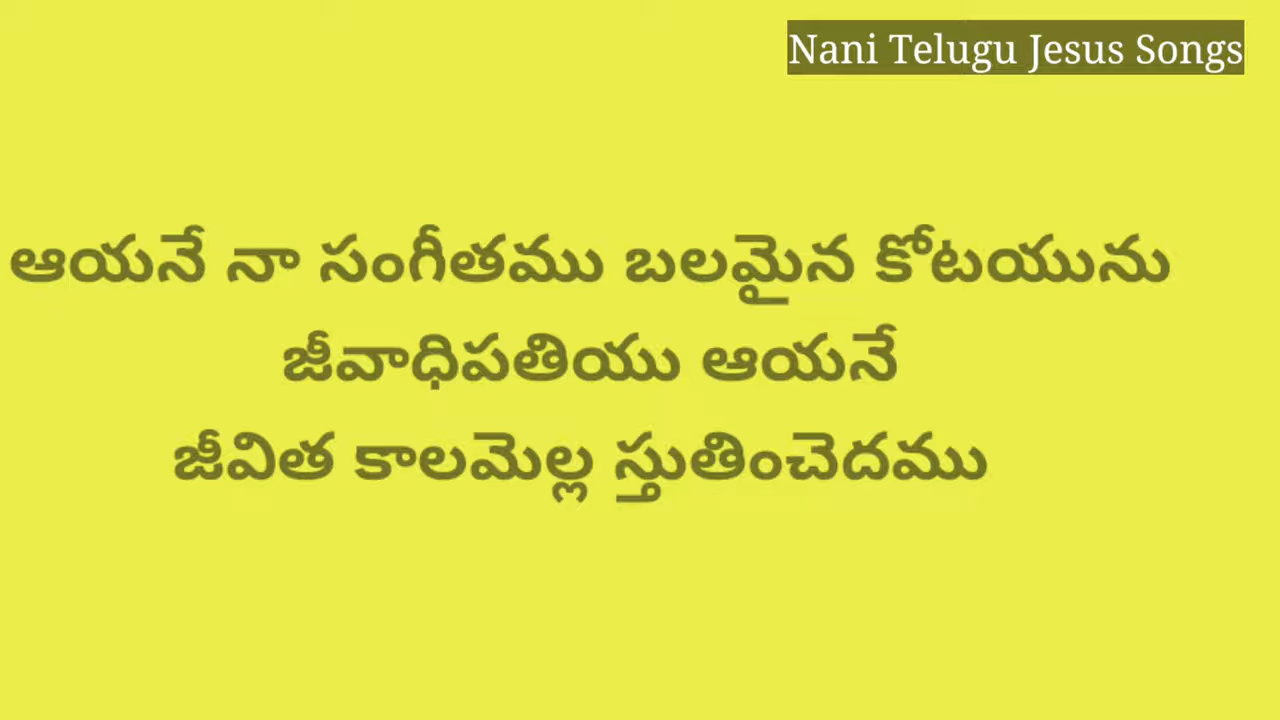 Nani Telugu Jesus Songs
ఆయనే నా సంగీతము బలమైన కోటయును
జీవాధిపతియు ఆయనే
జీవిత కాలమెల్ల స్తుతించెదము